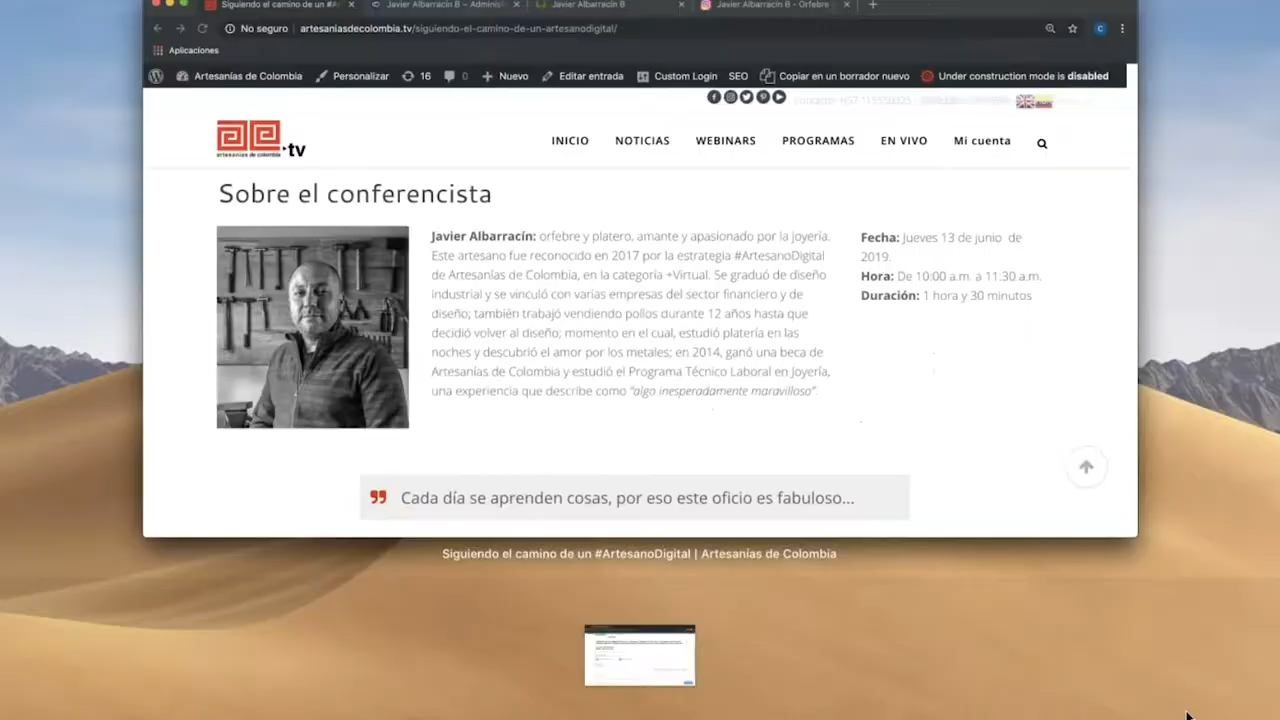 Siguiendo el camino de un #A
Javier Albarracín B – Adminis
Javier Albarracin B
Javier Albarracín B - Orfebre
No seguro
artesaniasdecolombia.tv/siguiendo-el-camino-de-un-artesanodigital/
C
Aplicaciones
Artesanías de Colombia
Personalizar
16
0
Nuevo
Editar entrada
Custom Login
SEO
Copiar en un borrador nuevo
Under construction mode is disabled
artesanías de colombia
tv
INICIO
NOTICIAS
WEBINARS
PROGRAMAS
EN VIVO
Mi cuenta
Sobre el conferencista
Javier Albarracín: orfebre y platero, amante y apasionado por la joyería.
Este artesano fue reconocido en 2017 por la estrategia #ArtesanoDigital
de Artesanías de Colombia, en la categoría +Virtual. Se graduó de diseño
industrial y se vinculó con varias empresas del sector financiero y de
diseño; también trabajó vendiendo pollos durante 12 años hasta que
decidió volver al diseño; momento en el cual, estudió platería en las
noches y descubrió el amor por los metales; en 2014, ganó una beca de
Artesanías de Colombia y estudió el Programa Técnico Laboral en Joyería,
una experiencia que describe como "algo inesperadamente maravilloso".
Fecha: Jueves 13 de junio de
2019.
Hora: De 10:00 a.m. a 11:30 a.m.
Duración: 1 hora y 30 minutos
Cada día se aprenden cosas, por eso este oficio es fabuloso...
Siguiendo el camino de un #ArtesanoDigital | Artesanías de Colombia